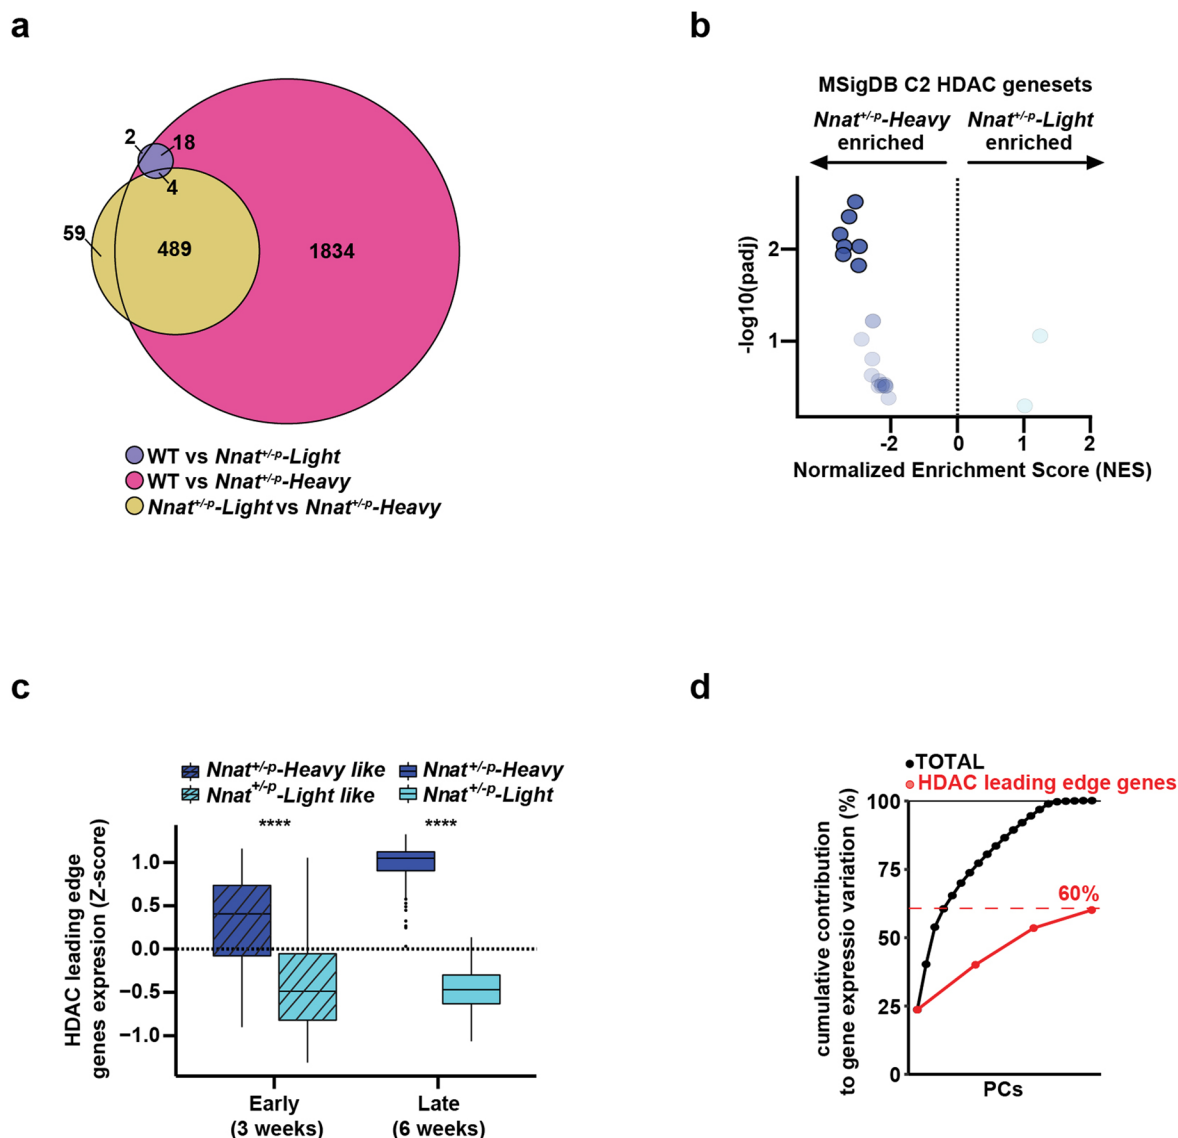 a
2
18
4
59
489
1834
WT vs Nnat+/-p-Light
WT vs Nnat+/-p-Heavy
Nnat+/-p-Light vs Nnat+/-p-Heavy
b
MSigDB C2 HDAC genesets
Nnat+/-p-Heavy enriched
Nnat+/-p-Light enriched
-log10(padj)
2
1
-2
0
1
2
Normalized Enrichment Score (NES)
c
Nnat+/-p-Heavy like
Nnat+/-p-Heavy
Nnat+/-p-Light like
Nnat+/-p-Light
****
****
HDAC leading edge
genes expression (Z-score)
1.0
0.5
0.0
−0.5
−1.0
Early
(3 weeks)
Late
(6 weeks)
d
TOTAL
HDAC leading edge genes
cumulative contribution
to gene expressio variation (%)
100
75
50
25
0
60%
PCs